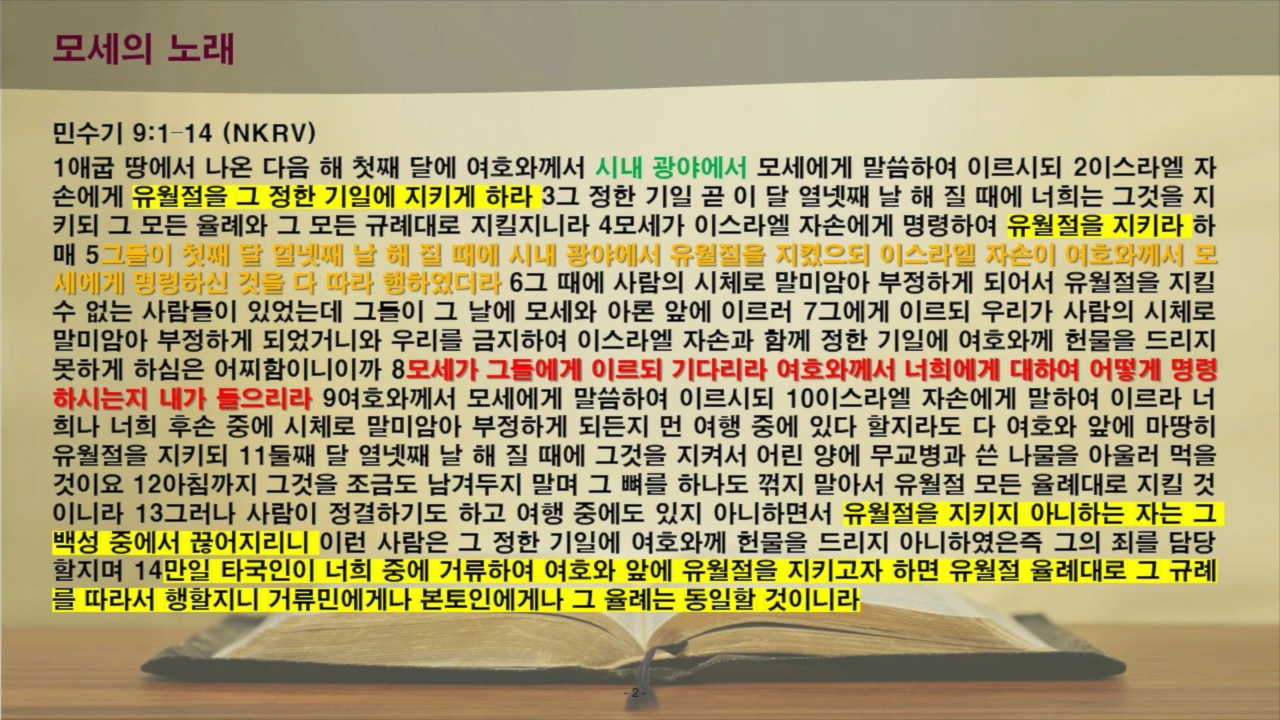 모세의 노래
민수기 9:1-14 (NKRV)
1애굽 땅에서 나온 다음 해 첫째 달에 여호와께서 시내 광야에서 모세에게 말씀하여 이르시되 2이스라엘 자
손에게 유월절을 그 정한 기일에 지키게 하라 3그 정한 기일 곧 이 달 열넷째 날 해 질 때에 너희는 그것을 지
키되 그 모든 율례와 그 모든 규례대로 지킬지니라 4모세가 이스라엘 자손에게 명령하여 유월절을 지키라 하
매 5그들이 첫째 달 열넷째 날 해 질 때에 시내 광야에서 유월절을 지켰으되 이스라엘 자손이 여호와께서 모
세에게 명령하신 것을 다 따라 행하였더라 6그 때에 사람의 시체로 말미암아 부정하게 되어서 유월절을 지킬
수 없는 사람들이 있었는데 그들이 그 날에 모세와 아론 앞에 이르러 7그에게 이르되 우리가 사람의 시체로
말미암아 부정하게 되었거니와 우리를 금지하여 이스라엘 자손과 함께 정한 기일에 여호와께 헌물을 드리지
못하게 하심은 어찌함이니이까 8모세가 그들에게 이르되 기다리라 여호와께서 너희에게 대하여 어떻게 명령
하시는지 내가 들으리라 9여호와께서 모세에게 말씀하여 이르시되 10이스라엘 자손에게 말하여 이르라 너
희나 너희 후손 중에 시체로 말미암아 부정하게 되든지 먼 여행 중에 있다 할지라도 다 여호와 앞에 마땅히
유월절을 지키되 11둘째 달 열넷째 날 해 질 때에 그것을 지켜서 어린 양에 무교병과 쓴 나물을 아울러 먹을
것이요 12아침까지 그것을 조금도 남겨두지 말며 그 뼈를 하나도 꺾지 말아서 유월절 모든 율례대로 지킬 것
이니라 13그러나 사람이 정결하기도 하고 여행 중에도 있지 아니하면서 유월절을 지키지 아니하는 자는 그
백성 중에서 끊어지리니 이런 사람은 그 정한 기일에 여호와께 헌물을 드리지 아니하였은즉 그의 죄를 담당
할지며 14만일 타국인이 너희 중에 거류하여 여호와 앞에 유월절을 지키고자 하면 유월절 율례대로 그 규례
를 따라서 행할지니 거류민에게나 본토인에게나 그 율례는 동일할 것이니라
- 2 -